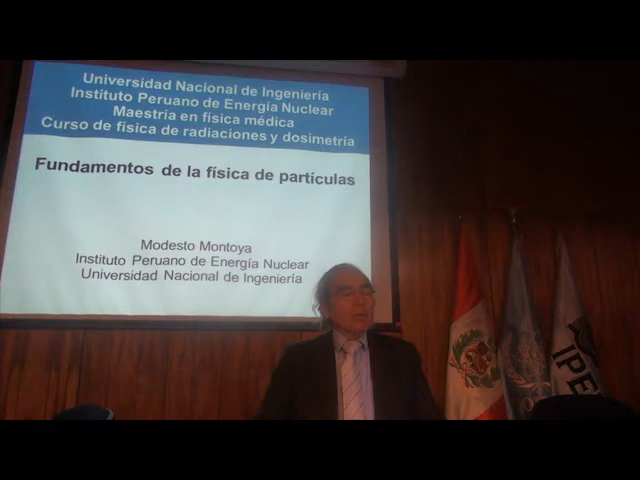 Universidad Nacional de Ingeniería
Instituto Peruano de Energía Nuclear
Maestría en física médica
Curso de física de radiaciones y dosimetría
Fundamentos de la física de partículas
Modesto Montoya
Instituto Peruano de Energía Nuclear
Universidad Nacional de Ingeniería
IPE